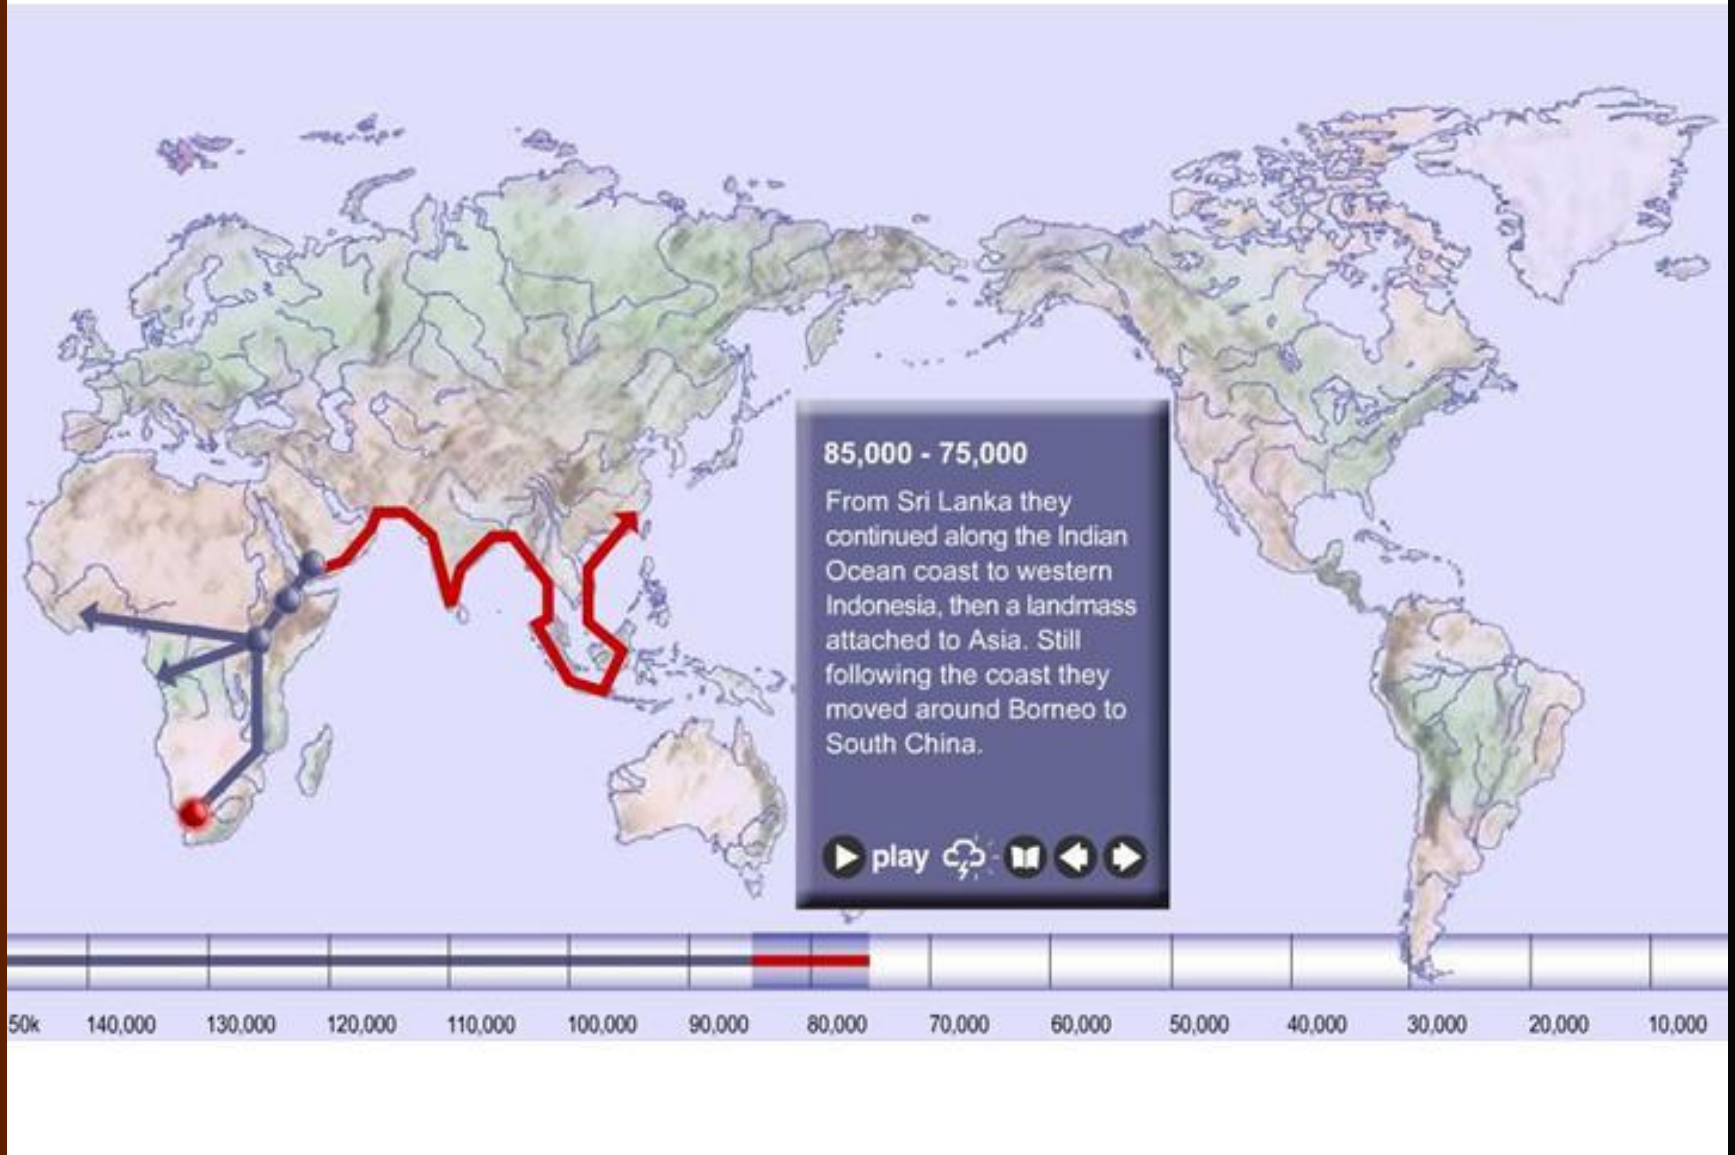 85,000 - 75,000
From Sri Lanka they
continued along the Indian
Ocean coast to western
Indonesia, then a landmass
attached to Asia. Still
following the coast they
moved around Borneo to
South China.
play
50k 140,000 130,000 120,000 110,000 100,000 90,000 80,000 70,000 60,000 50,000 40,000 30,000 20,000 10,000